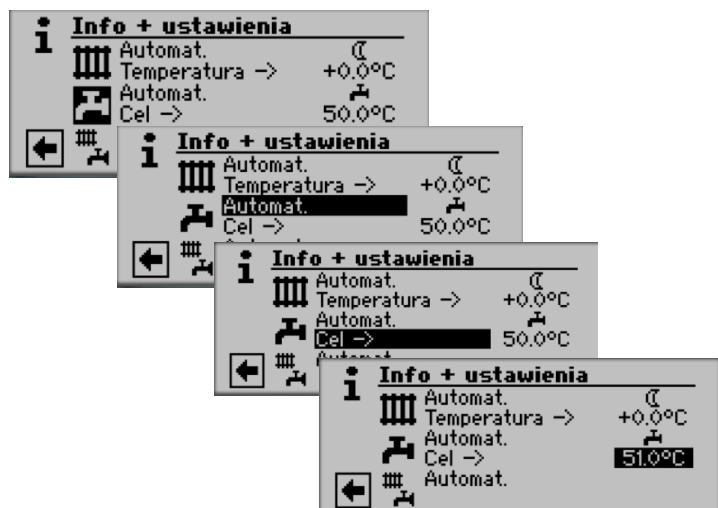 Info + ustawienia
Automat.
Temperatura -> +0.0°C
Automat.
Cel -> 50.0°C
Info + ustawienia
Automat.
Temperatura -> +0.0°C
Automat.
Cel -> 50.0°C
Info + ustawienia
Automat.
Temperatura -> +0.0°C
Automat.
Cel -> 50.0°C
Info + ustawienia
Automat.
Temperatura -> +0.0°C
Automat.
Cel -> 51.0°C
Automat.